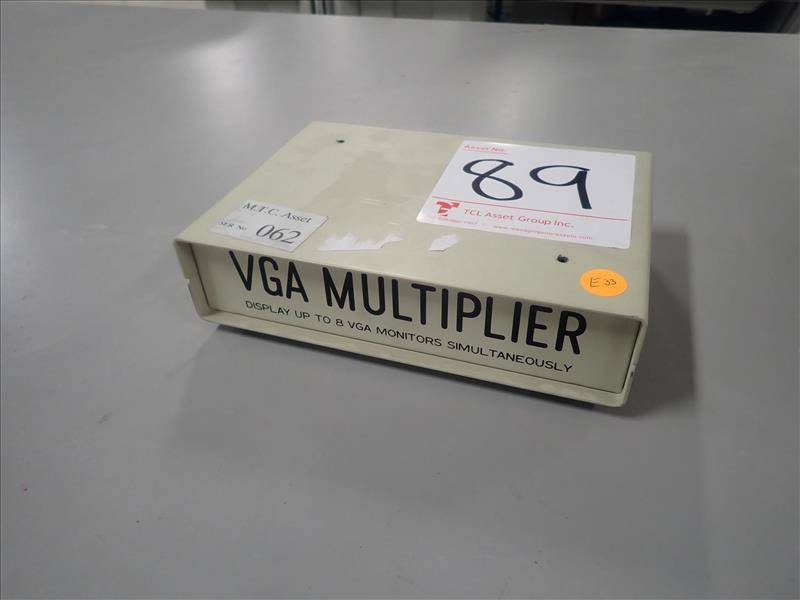 Asset No:
89
TCL Asset Group Inc.
M.T.C. Asset
SER No. 062
E33
VGA MULTIPLIER
DISPLAY UP TO 8 VGA MONITORS SIMULTANEOUSLY